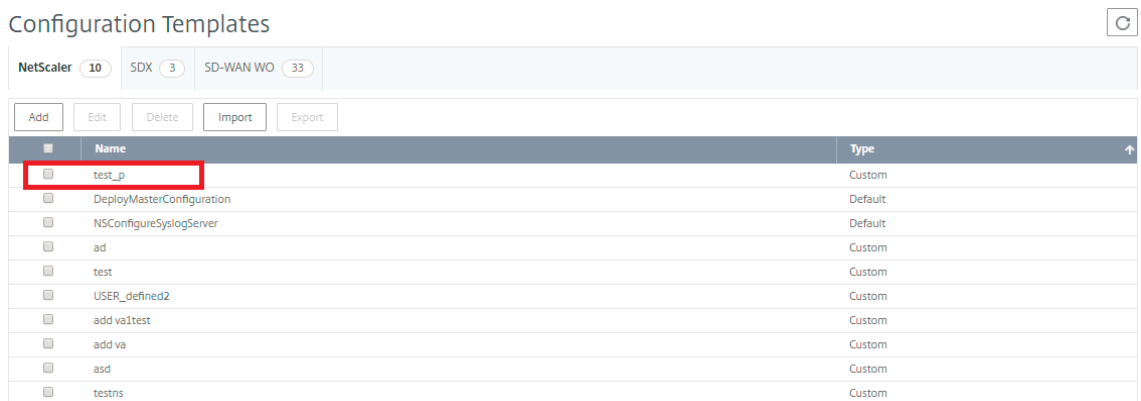 Configuration Templates
NetScaler 10 SDX 3 SD-WAN WO 33
Add Edit Delete Import Export
Name Type
test_p Custom
DeployMasterConfiguration Default
NSConfigureSyslogServer Default
ad Custom
test Custom
USER_defined2 Custom
add va1test Custom
add va Custom
asd Custom
testns Custom